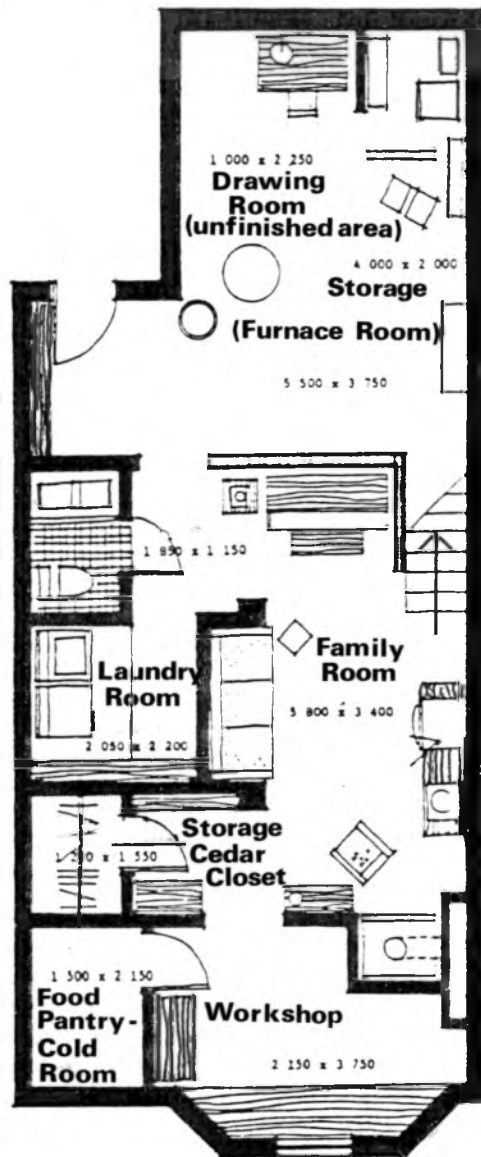 1 000 x 2 250
Drawing
Room
(unfinished area)
4 000 x 2 000
Storage
(Furnace Room)
5 500 x 3 750
1 850 x 1 150
Family
Room
Laundry
Room
5 800 x 3 400
2 050 x 2 200
Storage
Cedar
Closet
x 1 550
1 500 x 2 150
Food
Pantry-
Cold
Room
Workshop
2 150 x 3 750